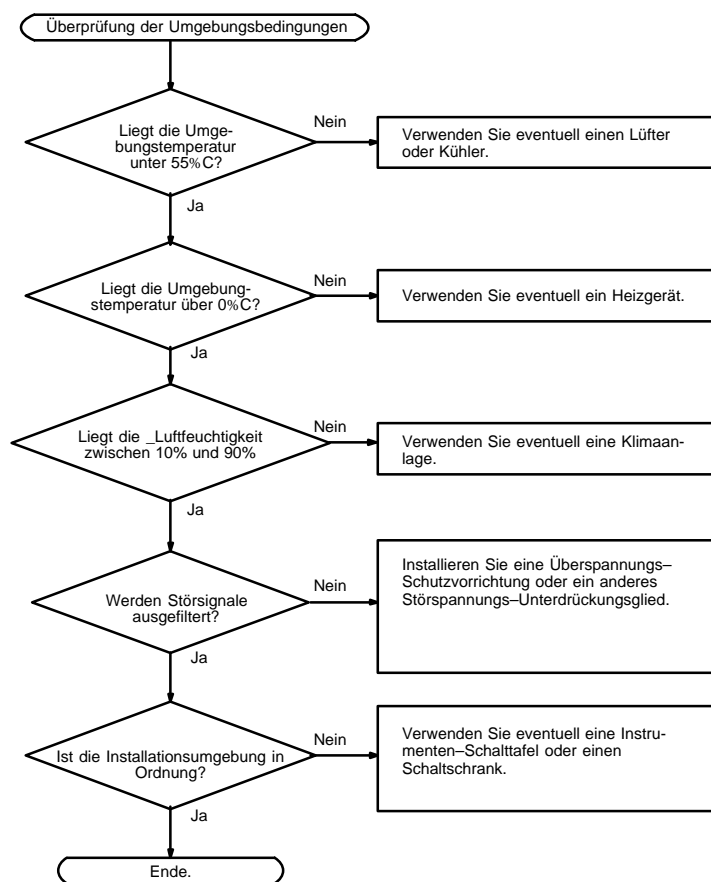 Überprüfung der Umgebungsbedingungen
Liegt die Umge-
bungstemperatur
unter 55%C?
Nein
Verwenden Sie eventuell einen Lüfter
oder Kühler.
Ja
Liegt die Umgebung-
stemperatur über 0%C?
Nein
Verwenden Sie eventuell ein Heizgerät.
Ja
Liegt die _Luftfeuchtigkeit
zwischen 10% und 90%
Nein
Verwenden Sie eventuell eine Klimaan-
lage.
Ja
Werden Störsignale
ausgefiltert?
Nein
Installieren Sie eine Überspannungs–
Schutzvorrichtung oder ein anderes
Störspannungs–Unterdrückungsglied.
Ja
Ist die Installationsumgebung in
Ordnung?
Nein
Verwenden Sie eventuell eine Instru-
menten–Schalttafel oder einen
Schaltschrank.
Ja
Ende.